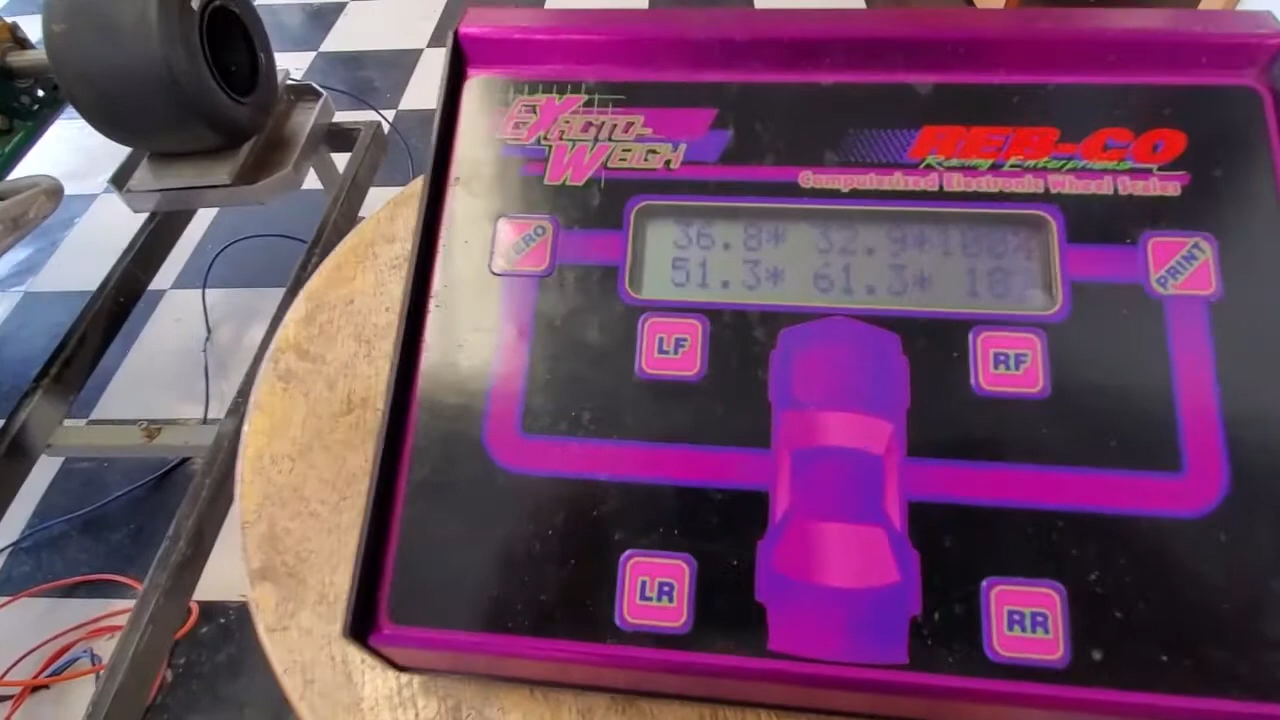 EXACTO-
WEIGH
REB-CO
Racing Enterprises
Computerized Electronic Wheel Scales
36.8* 32.9*100%
51.3* 61.3*
PRINT
LF
RF
LR
RR